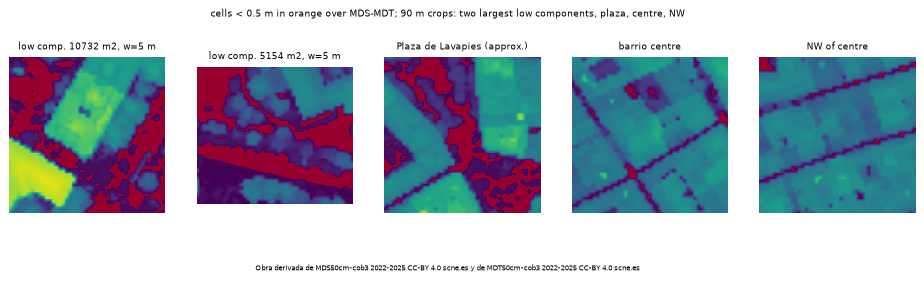 cells < 0.5 m in orange over MDS-MDT; 90 m crops: two largest low components, plaza, centre, NW
low comp. 10732 m2, w=5 m
low comp. 5154 m2, w=5 m
Plaza de Lavapies (approx.)
barrio centre
NW of centre
Obra derivada de MDS50cm-cob3 2022-2025 CC-BY 4.0 scne.es y de MDT50cm-cob3 2022-2025 CC-BY 4.0 scne.es